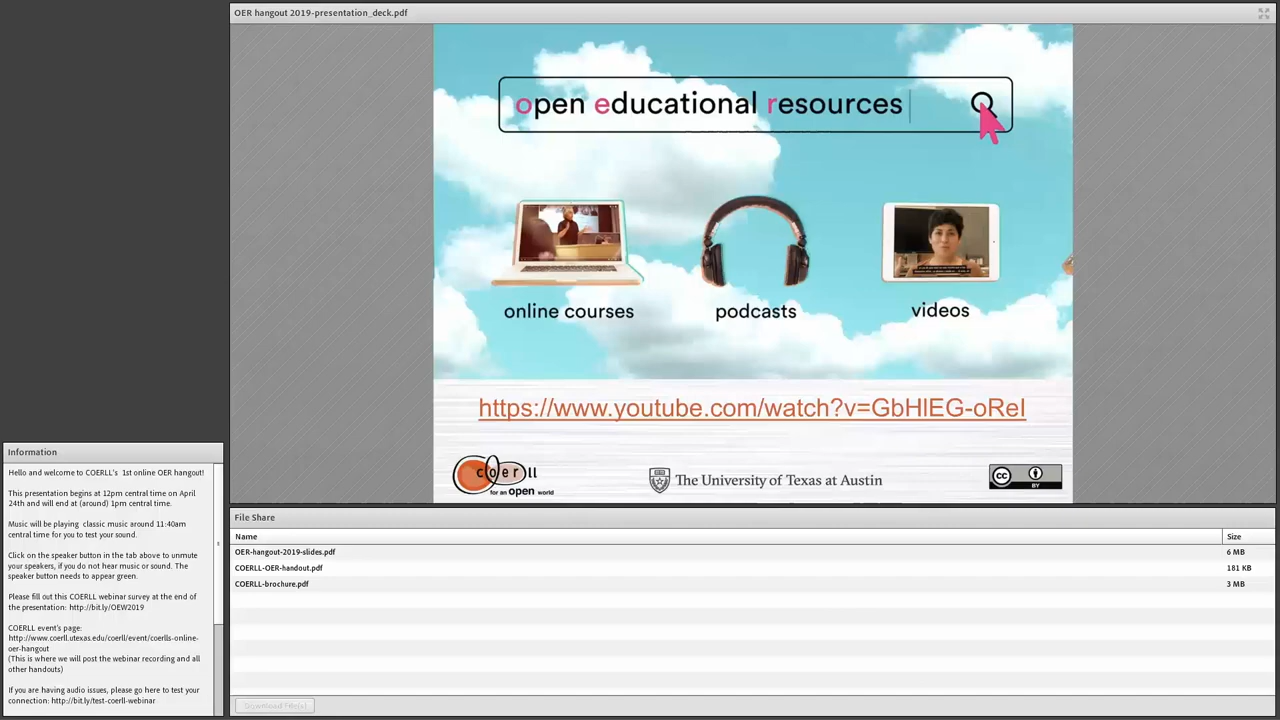 OER hangout 2019-presentation_deck.pdf
open educational resources
online courses
podcasts
videos
https://www.youtube.com/watch?v=GbHlEG-oReI
coerll
for an open world
The University of Texas at Austin
cc
BY
Information
Hello and welcome to COERLL's 1st online OER hangout!
This presentation begins at 12pm central time on April
24th and will end at (around) 1pm central time.
Music will be playing classic music around 11:40am
central time for you to test your sound.
Click on the speaker button in the tab above to unmute
your speakers, if you do not hear music or sound. The
speaker button needs to appear green.
Please fill out this COERLL webinar survey at the end of
the presentation: http://bit.ly/OEW2019
COERLL event's page:
http://www.coerll.utexas.edu/coerll/event/coerlls-online-
oer-hangout
(This is where we will post the webinar recording and all
other handouts)
If you are having audio issues, please go here to test your
connection: http://bit.ly/test-coerll-webinar
File Share
Name Size
OER-hangout-2019-slides.pdf 6 MB
COERLL-OER-handout.pdf 181 KB
COERLL-brochure.pdf 3 MB
Download File(s)